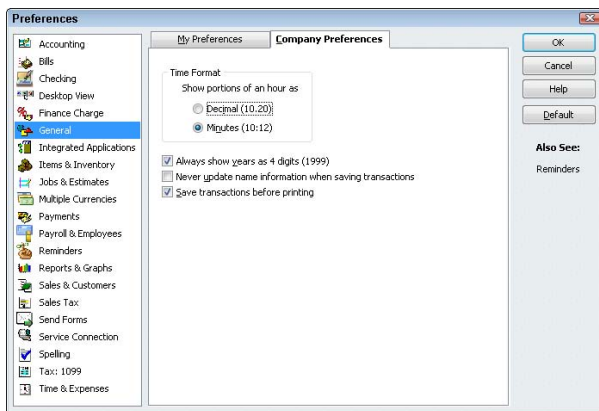 Preferences
Accounting
Bills
Checking
Desktop View
Finance Charge
General
Integrated Applications
Items & Inventory
Jobs & Estimates
Multiple Currencies
Payments
Payroll & Employees
Reminders
Reports & Graphs
Sales & Customers
Sales Tax
Send Forms
Service Connection
Spelling
Tax: 1099
Time & Expenses
My Preferences
Company Preferences
Time Format
Show portions of an hour as
Decimal (10.20)
Minutes (10:12)
Always show years as 4 digits (1999)
Never update name information when saving transactions
Save transactions before printing
OK
Cancel
Help
Default
Also See:
Reminders